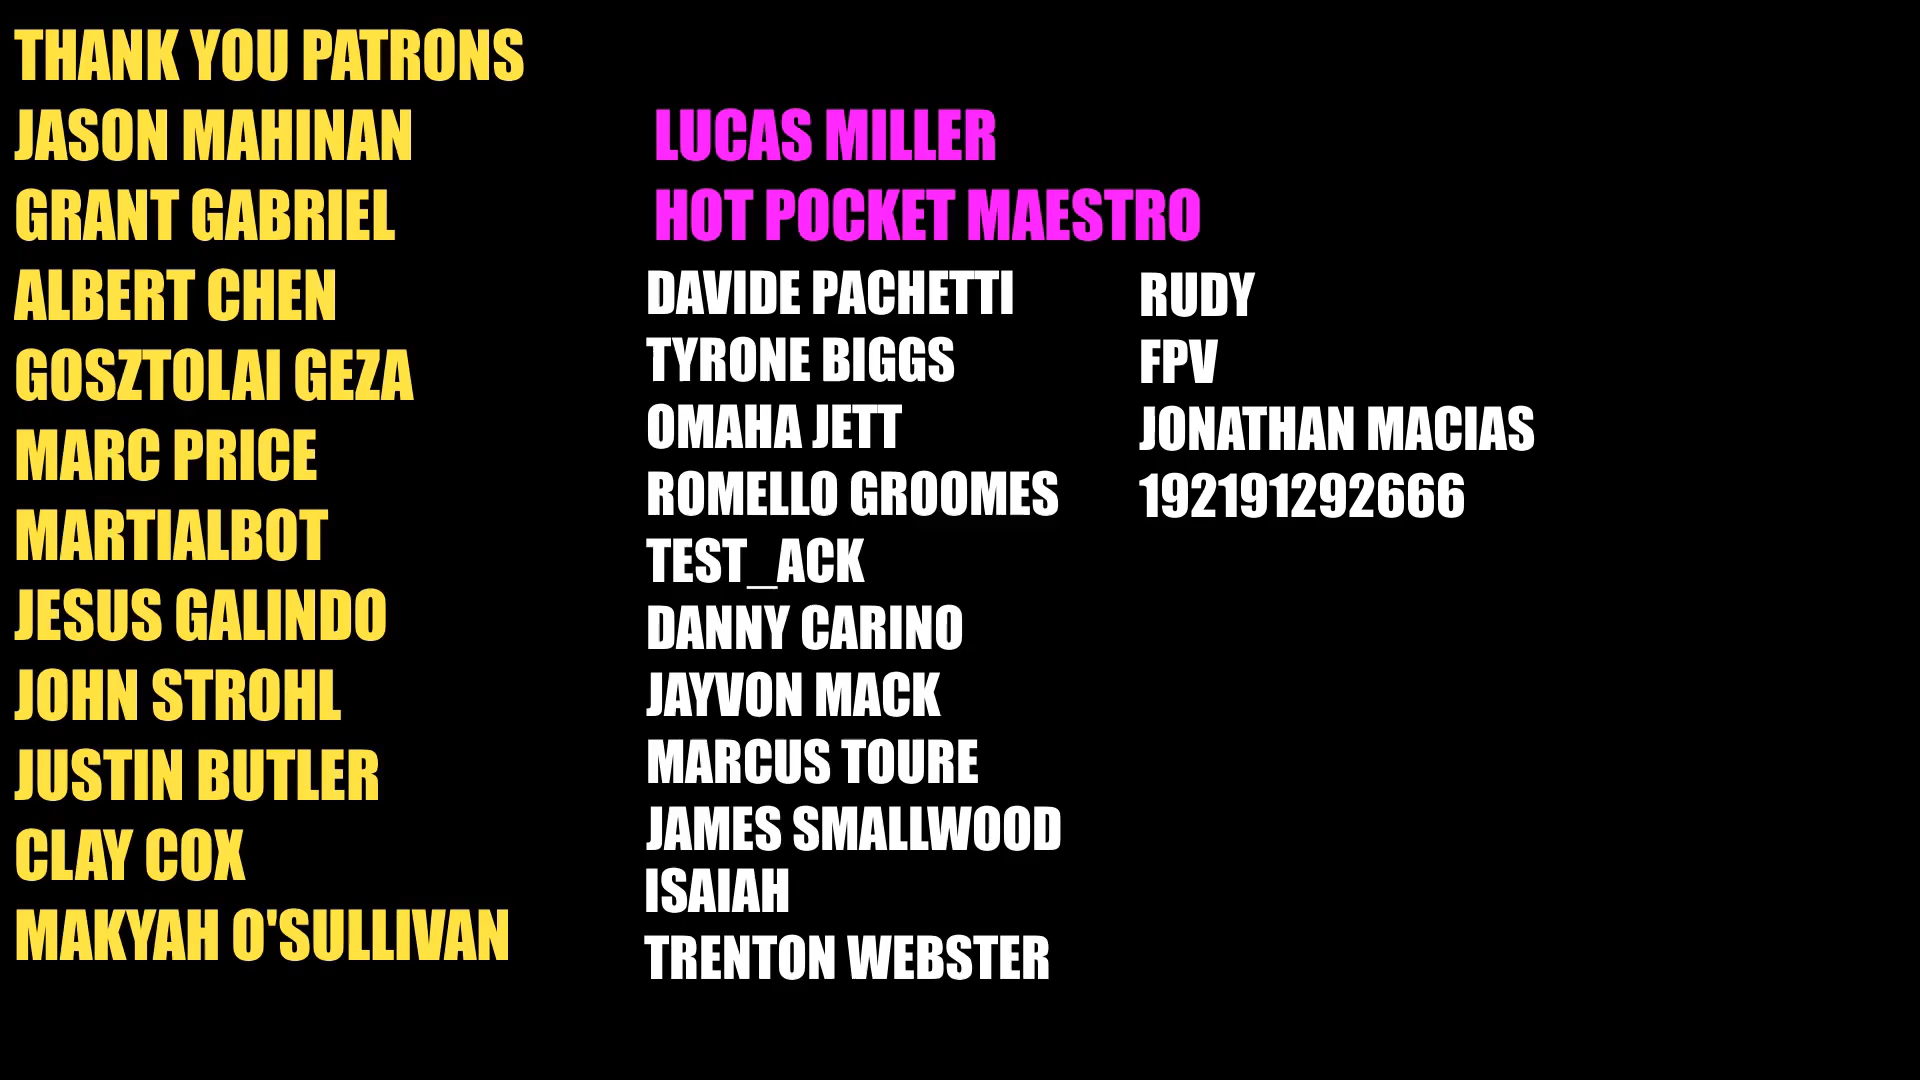 THANK YOU PATRONS
JASON MAHINAN
GRANT GABRIEL
ALBERT CHEN
GOSZTOLAI GEZA
MARC PRICE
MARTIALBOT
JESUS GALINDO
JOHN STROHL
JUSTIN BUTLER
CLAY COX
MAKYAH O'SULLIVAN
LUCAS MILLER
HOT POCKET MAESTRO
DAVIDE PACHETTI
TYRONE BIGGS
OMAHA JETT
ROMELLO GROOMES
TEST_ACK
DANNY CARINO
JAYVON MACK
MARCUS TOURE
JAMES SMALLWOOD
ISAIAH
TRENTON WEBSTER
RUDY
FPV
JONATHAN MACIAS
192191292666